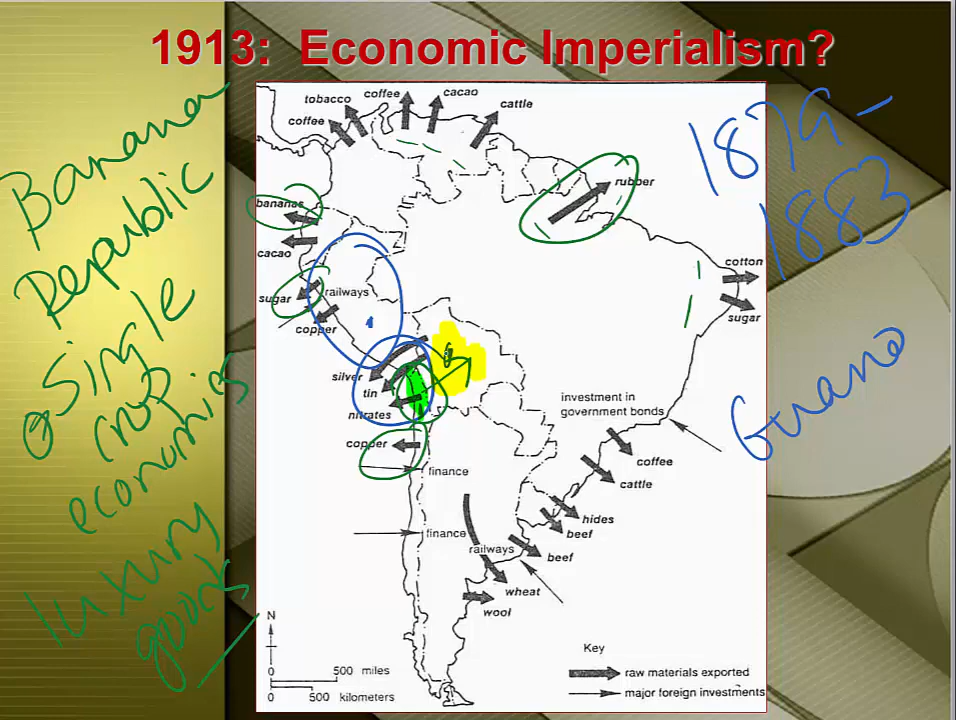 1913:  Economic Imperialism?
Banana
Republic
Single
crop
economies
luxury
goods
1879-
1883
Guano
coffee
cacao
tobacco
cattle
coffee
rubber
bananas
cacao
cotton
sugar
railways
sugar
copper
silver
tin
nitrates
investment in
government bonds
copper
coffee
finance
cattle
hides
finance
beef
railways
beef
wheat
wool
N
0 500 miles
0 500 kilometers
Key
raw materials exported
major foreign investments